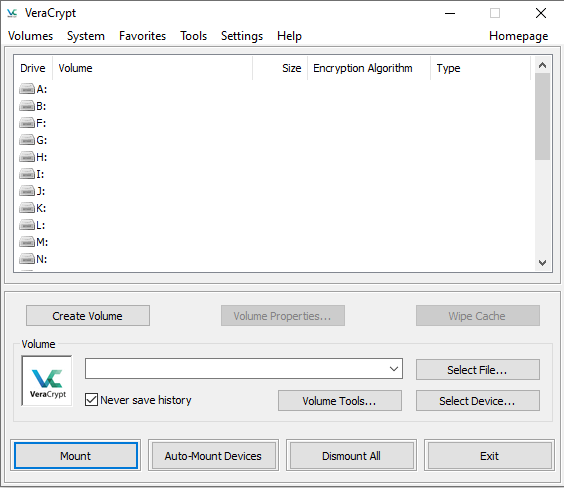 VeraCrypt
Volumes System Favorites Tools Settings Help Homepage
Drive Volume Size Encryption Algorithm Type
A:
B:
F:
G:
H:
I:
J:
K:
L:
M:
N:
Create Volume Volume Properties... Wipe Cache
Volume
VeraCrypt
Select File...
Never save history Volume Tools... Select Device...
Mount Auto-Mount Devices Dismount All Exit